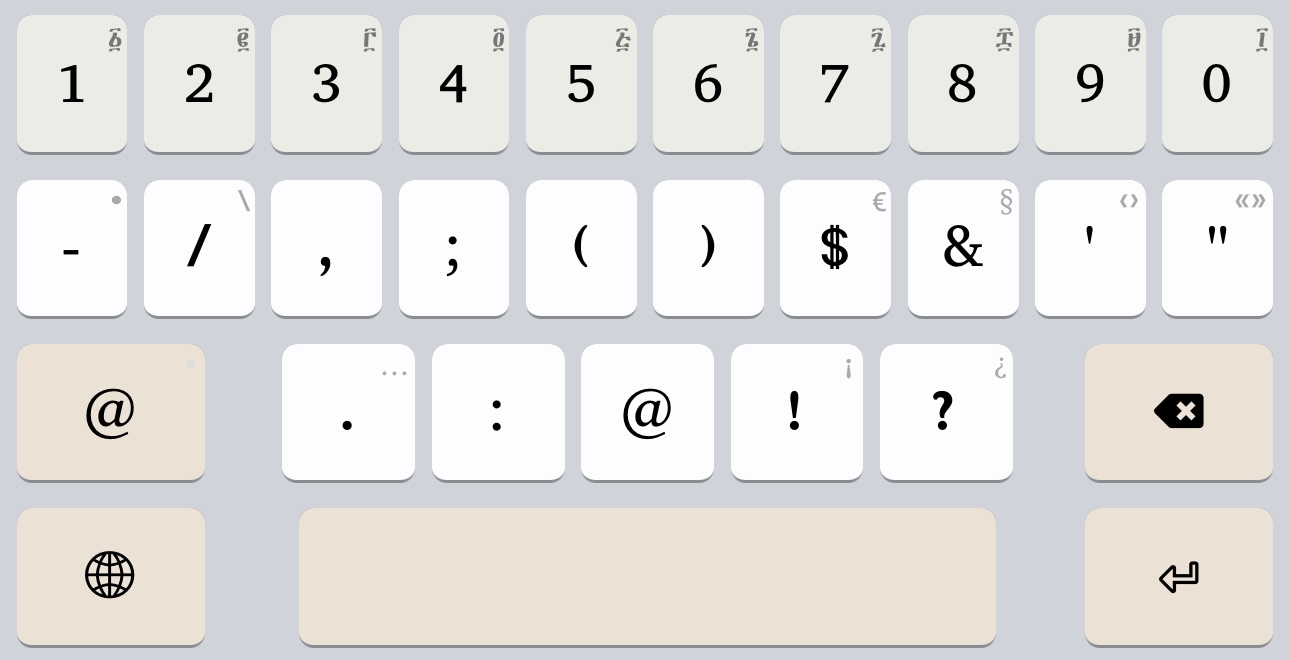 1 2 3 4 5 6 7 8 9 0
- • / \ , ; ( ) $ € & § ' ‹› " «»
@ . … : @ ! ¡ ? ¿